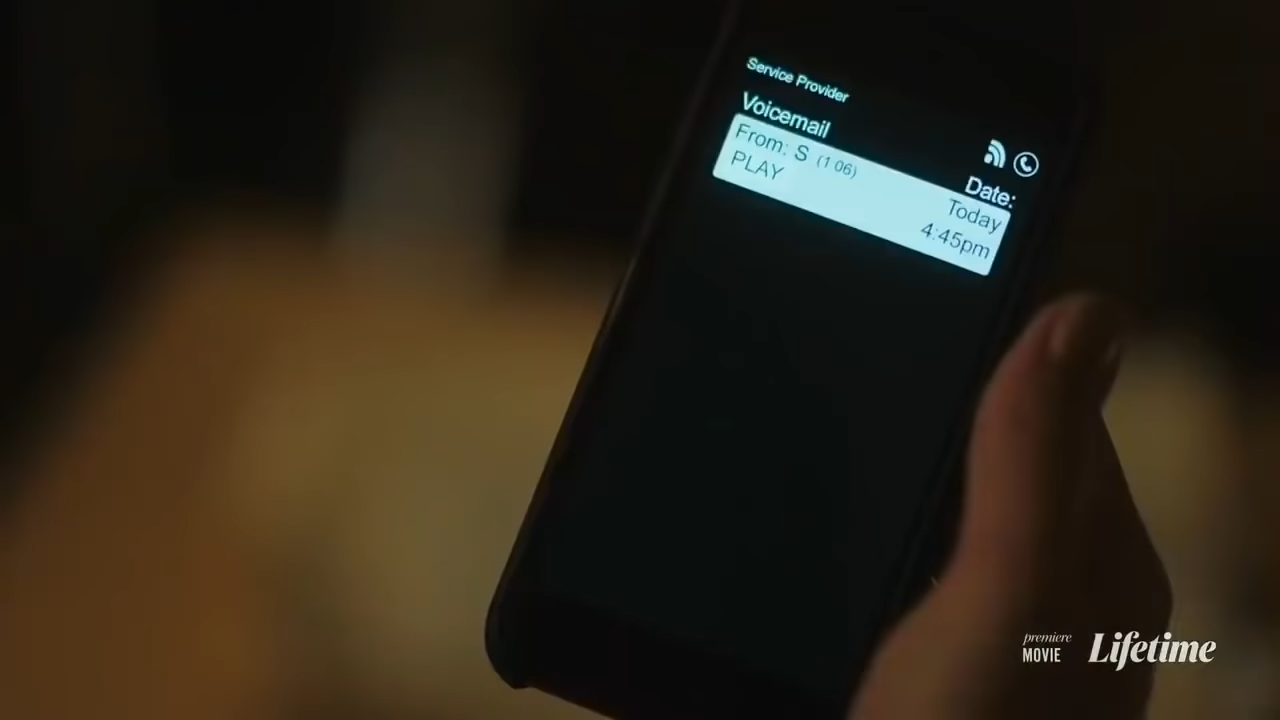 Service Provider
Voicemail
Date:
From: S (1 06)
Today
PLAY
4:45pm
premiere
MOVIE
Lifetime